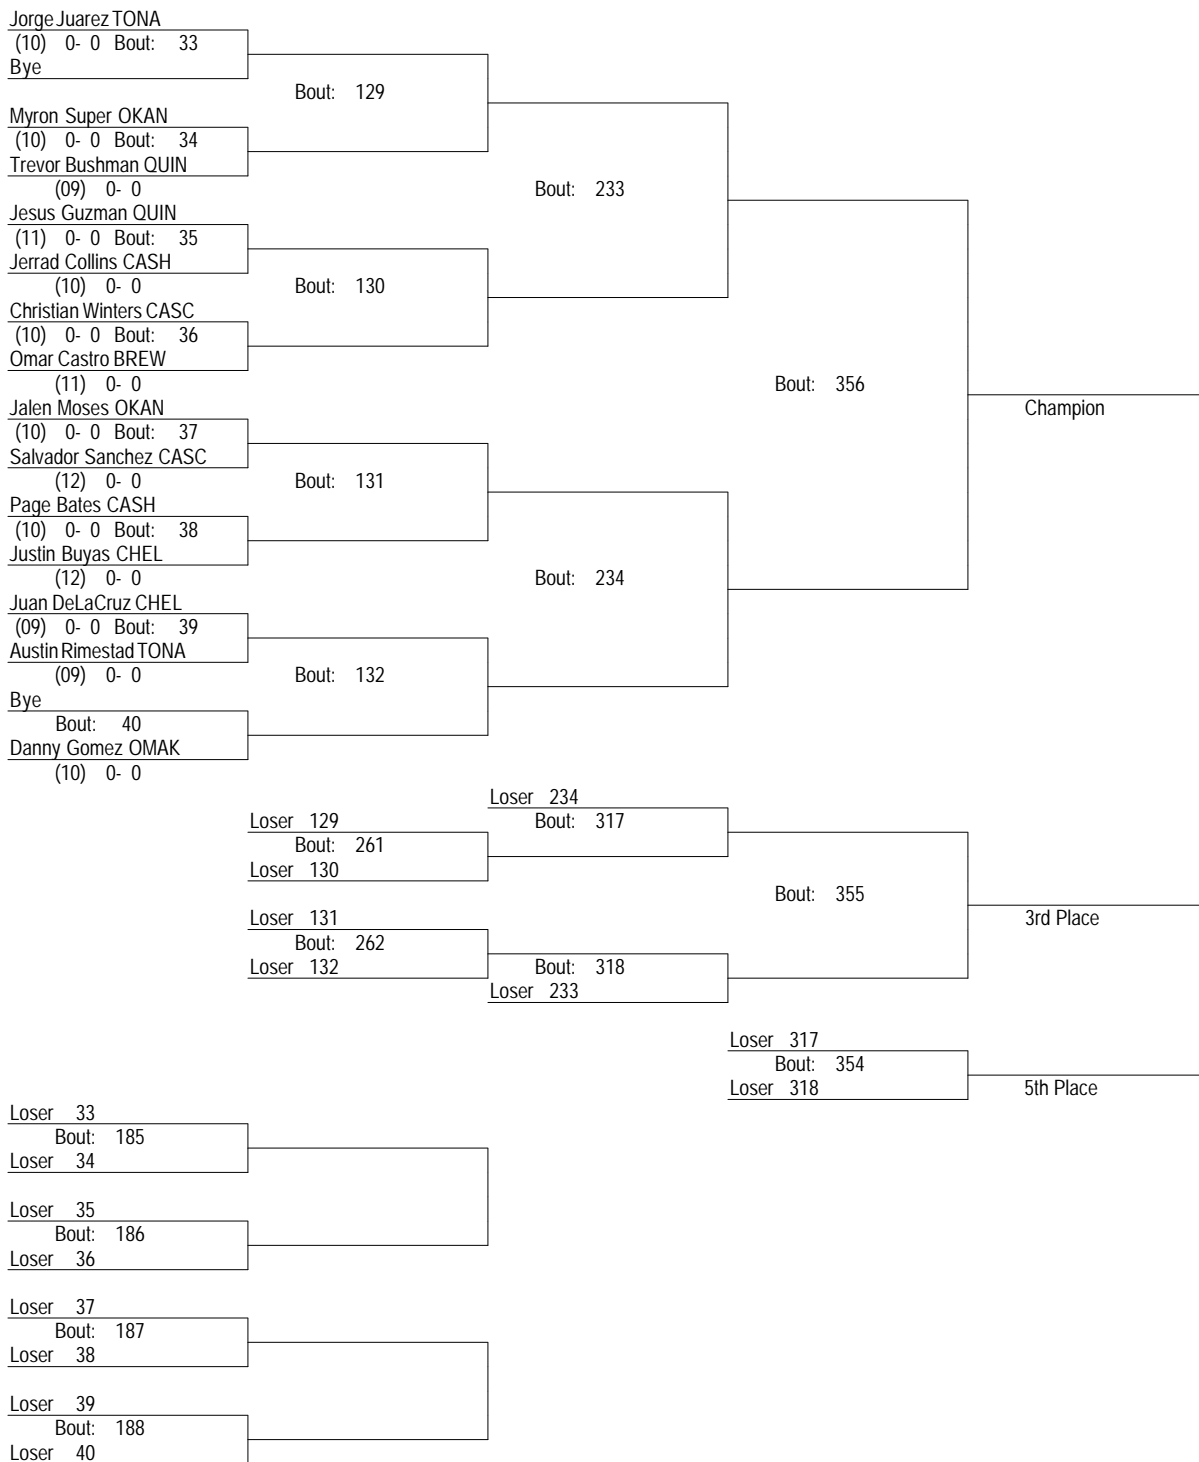 Jorge Juarez TONA
(10) 0- 0 Bout: 33
Bye
Bout: 129
Myron Super OKAN
(10) 0- 0 Bout: 34
Trevor Bushman QUIN
(09) 0- 0
Bout: 233
Jesus Guzman QUIN
(11) 0- 0 Bout: 35
Jerrad Collins CASH
(10) 0- 0
Bout: 130
Christian Winters CASC
(10) 0- 0 Bout: 36
Omar Castro BREW
(11) 0- 0
Bout: 356
Champion
Jalen Moses OKAN
(10) 0- 0 Bout: 37
Salvador Sanchez CASC
(12) 0- 0
Bout: 131
Page Bates CASH
(10) 0- 0 Bout: 38
Justin Buyas CHEL
(12) 0- 0
Bout: 234
Juan DeLaCruz CHEL
(09) 0- 0 Bout: 39
Austin Rimestad TONA
(09) 0- 0
Bout: 132
Bye
Bout: 40
Danny Gomez OMAK
(10) 0- 0
Loser 234
Bout: 317
Loser 129
Bout: 261
Loser 130
Bout: 355
3rd Place
Loser 131
Bout: 262
Loser 132
Bout: 318
Loser 233
Loser 317
Bout: 354
Loser 318
5th Place
Loser 33
Bout: 185
Loser 34
Loser 35
Bout: 186
Loser 36
Loser 37
Bout: 187
Loser 38
Loser 39
Bout: 188
Loser 40